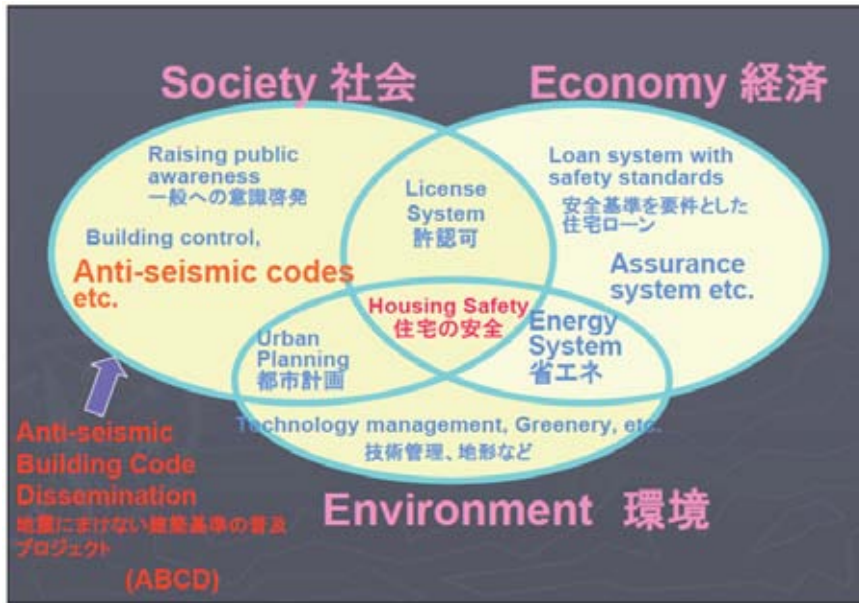 Society 社会
Economy 経済
Raising public
awareness
一般への意識啓発
Building control,
Anti-seismic codes
etc.
License
System
許認可
Loan system with
safety standards
安全基準を要件とした
住宅ローン
Assurance
system etc.
Housing Safety
住宅の安全
Urban
Planning
都市計画
Energy
System
省エネ
Technology management, Greenery, etc.
技術管理、地形など
Environment 環境
Anti-seismic
Building Code
Dissemination
地震にまけない建築基準の普及
プロジェクト
(ABCD)